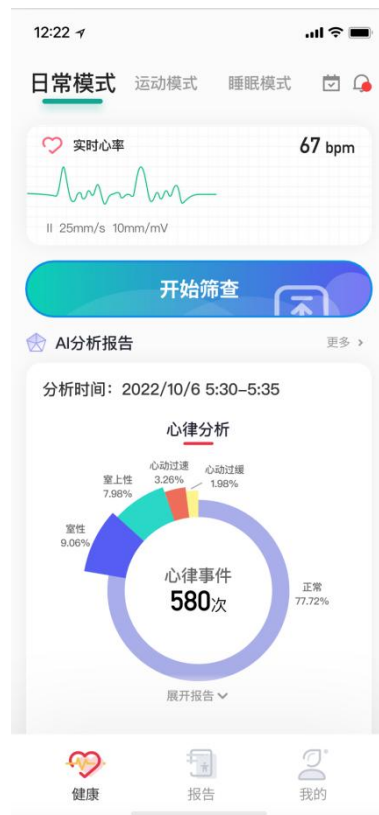 12:22
日常模式 运动模式 睡眠模式
实时心率 67 bpm
II 25mm/s 10mm/mV
开始筛查
AI分析报告 更多
分析时间：2022/10/6 5:30-5:35
心律分析
心动过速
3.26%
心动过缓
1.98%
室上性
7.98%
室性
9.06%
心律事件
580次
正常
77.72%
展开报告
健康 报告 我的